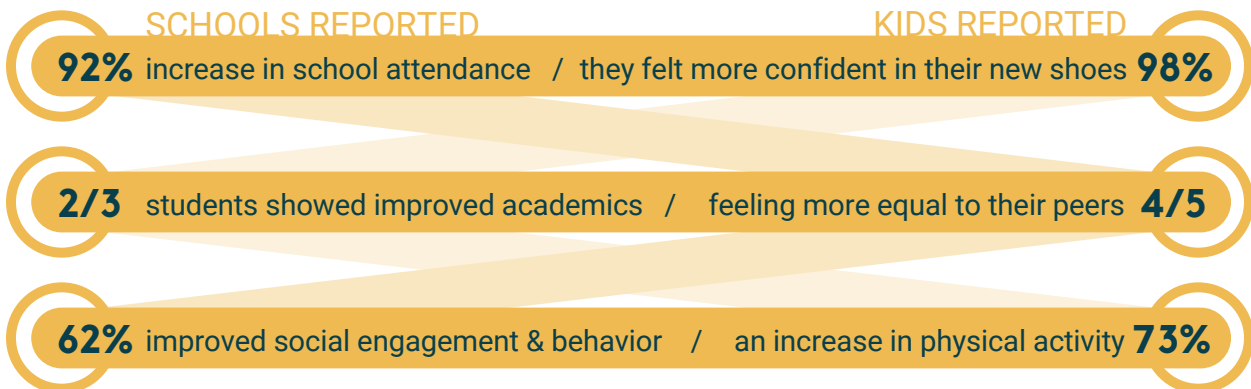 SCHOOLS REPORTED KIDS REPORTED
92% increase in school attendance / they felt more confident in their new shoes 98%
2/3 students showed improved academics / feeling more equal to their peers 4/5
62% improved social engagement & behavior / an increase in physical activity 73%